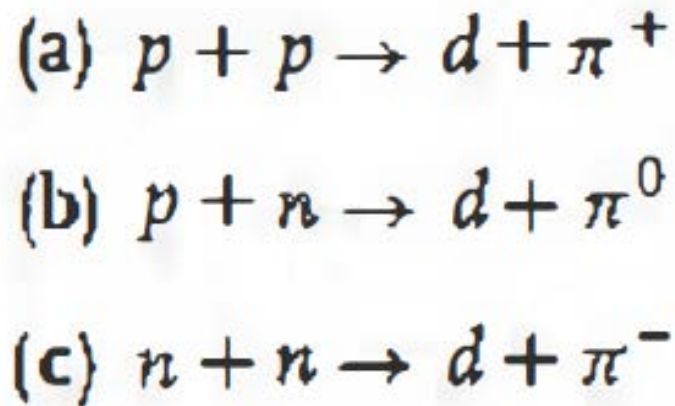 (a) p + p → d + π⁺
(b) p + n → d + π⁰
(c) n + n → d + π⁻